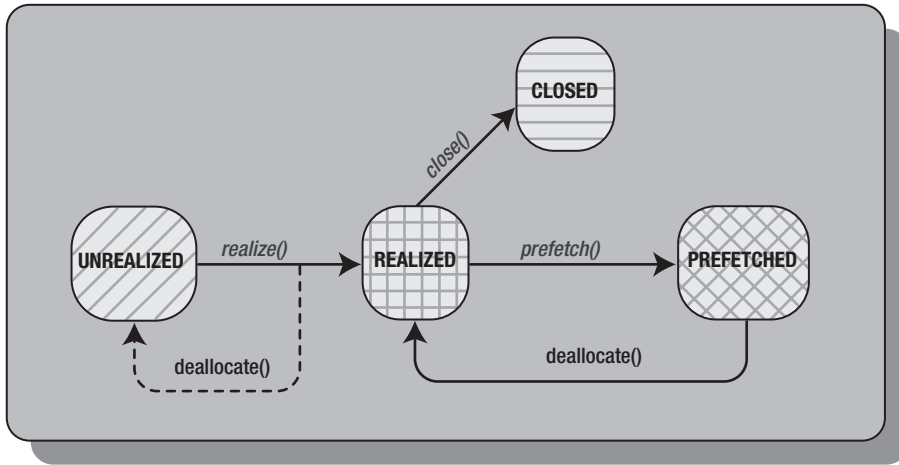 CLOSED
close()
UNREALIZED
realize()
REALIZED
prefetch()
PREFETCHED
deallocate()
deallocate()